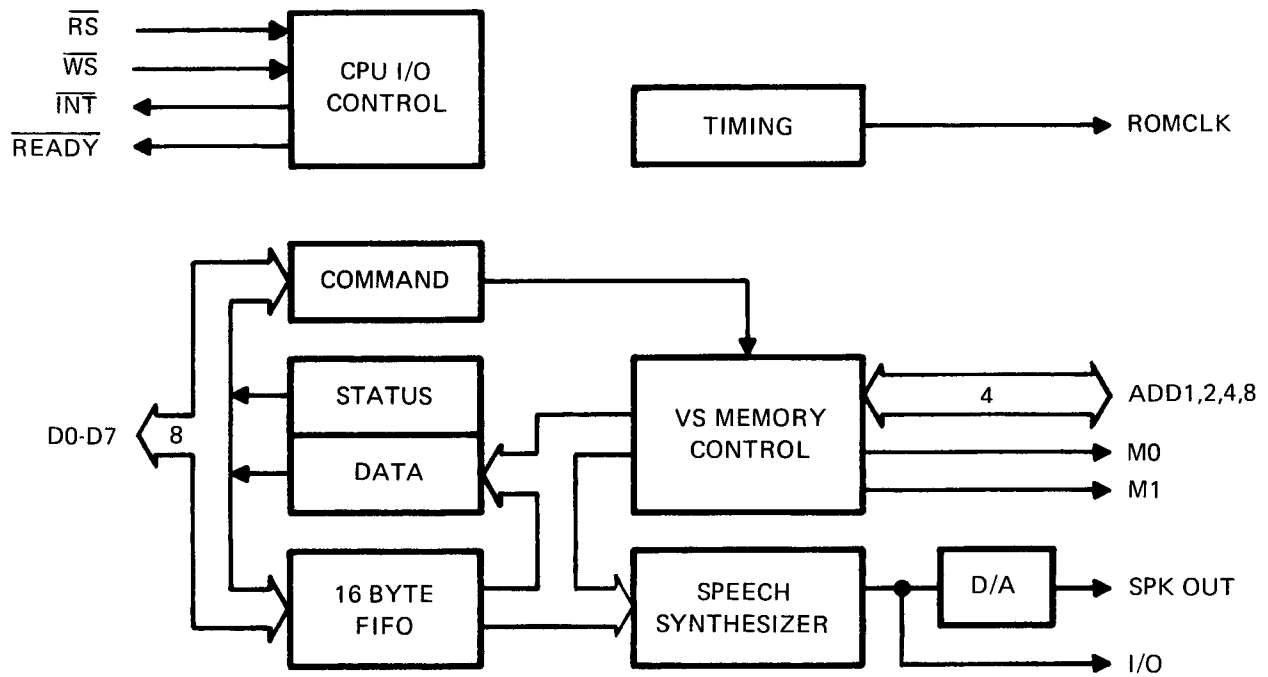 RS
WS
INT
READY
CPU I/O
CONTROL
TIMING
ROMCLK
COMMAND
STATUS
DATA
D0-D7
8
VS MEMORY
CONTROL
4
ADD1,2,4,8
M0
M1
16 BYTE
FIFO
SPEECH
SYNTHESIZER
D/A
SPK OUT
I/O